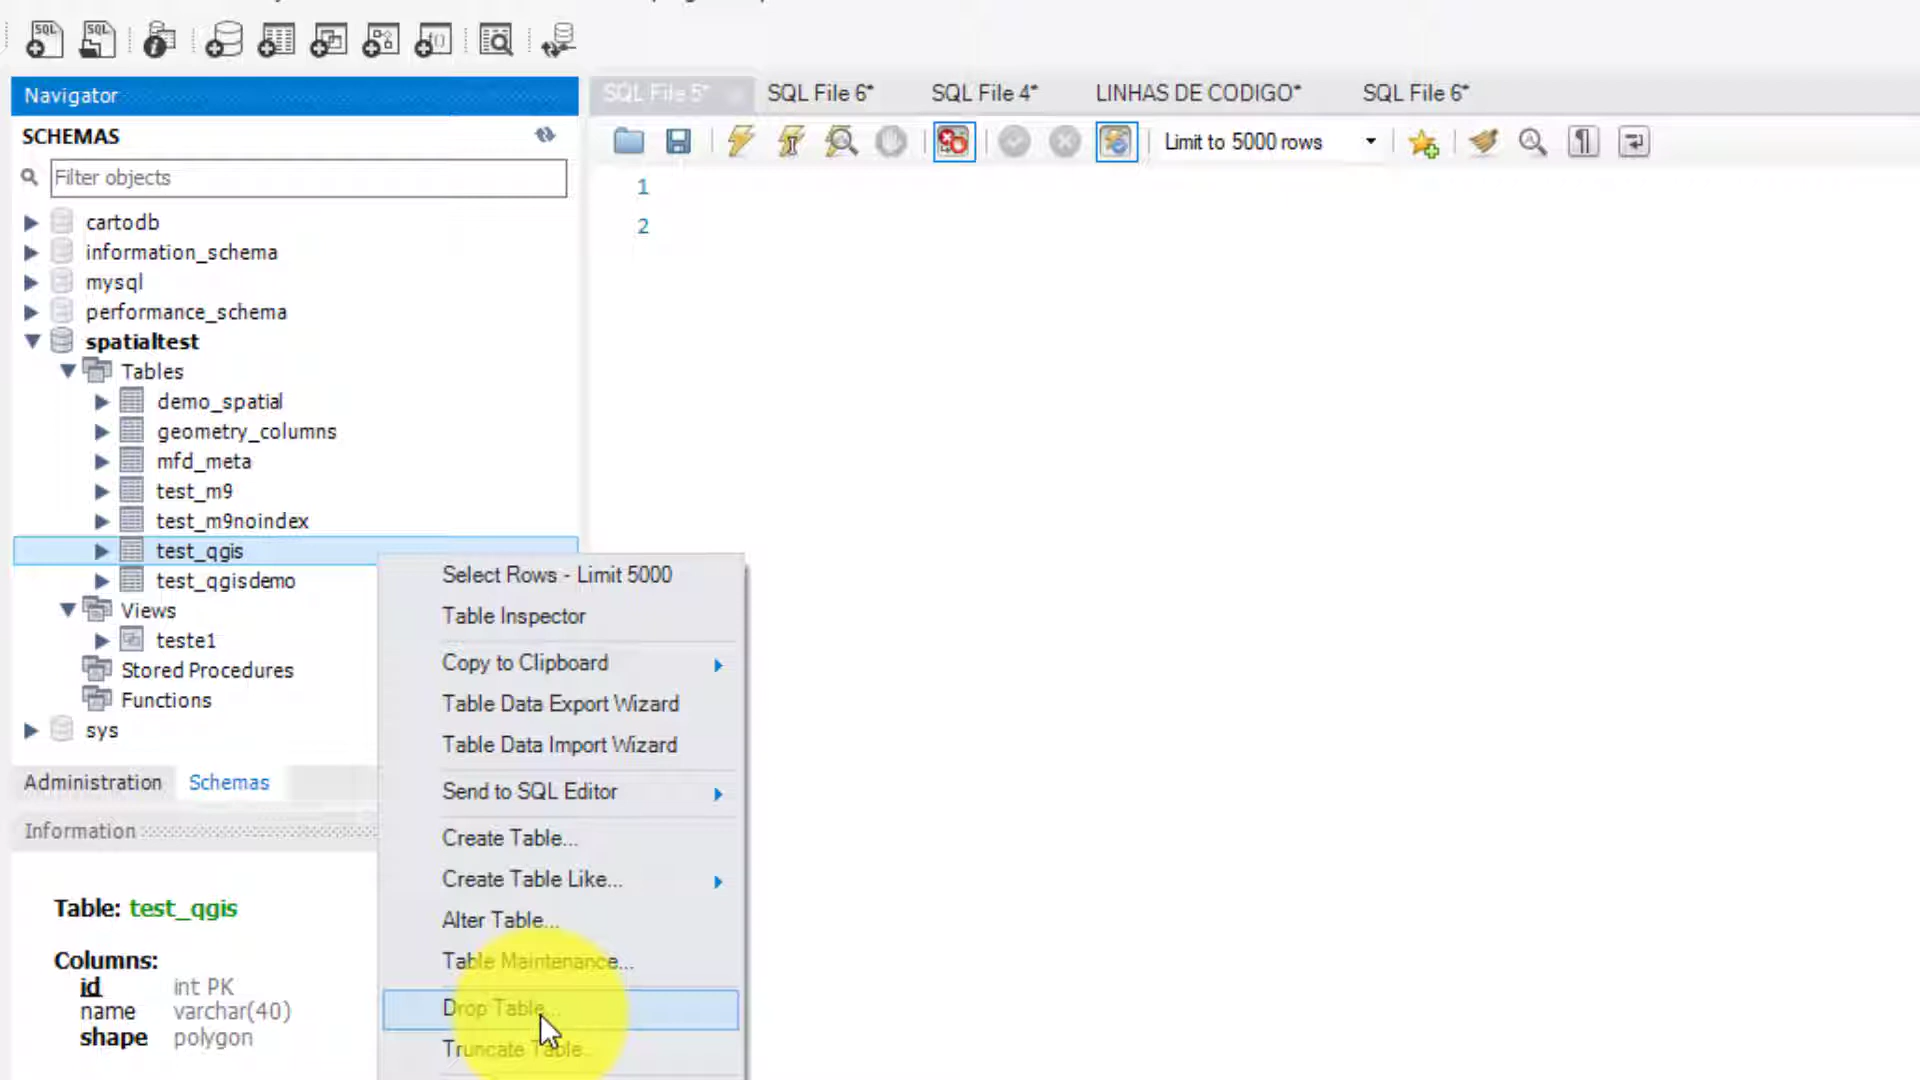 Navigator
SCHEMAS
Filter objects
cartodb
information_schema
mysql
performance_schema
spatialtest
Tables
demo_spatial
geometry_columns
mfd_meta
test_m9
test_m9noindex
test_qgis
test_qgisdemo
Views
teste1
Stored Procedures
Functions
sys
Administration Schemas
Information
Table: test_qgis
Columns:
id int PK
name varchar(40)
shape polygon
SQL File 5* SQL File 6* SQL File 4* LINHAS DE CODIGO* SQL File 6*
Limit to 5000 rows
1
2
Select Rows - Limit 5000
Table Inspector
Copy to Clipboard
Table Data Export Wizard
Table Data Import Wizard
Send to SQL Editor
Create Table...
Create Table Like...
Alter Table...
Table Maintenance...
Drop Table...
Truncate Table...